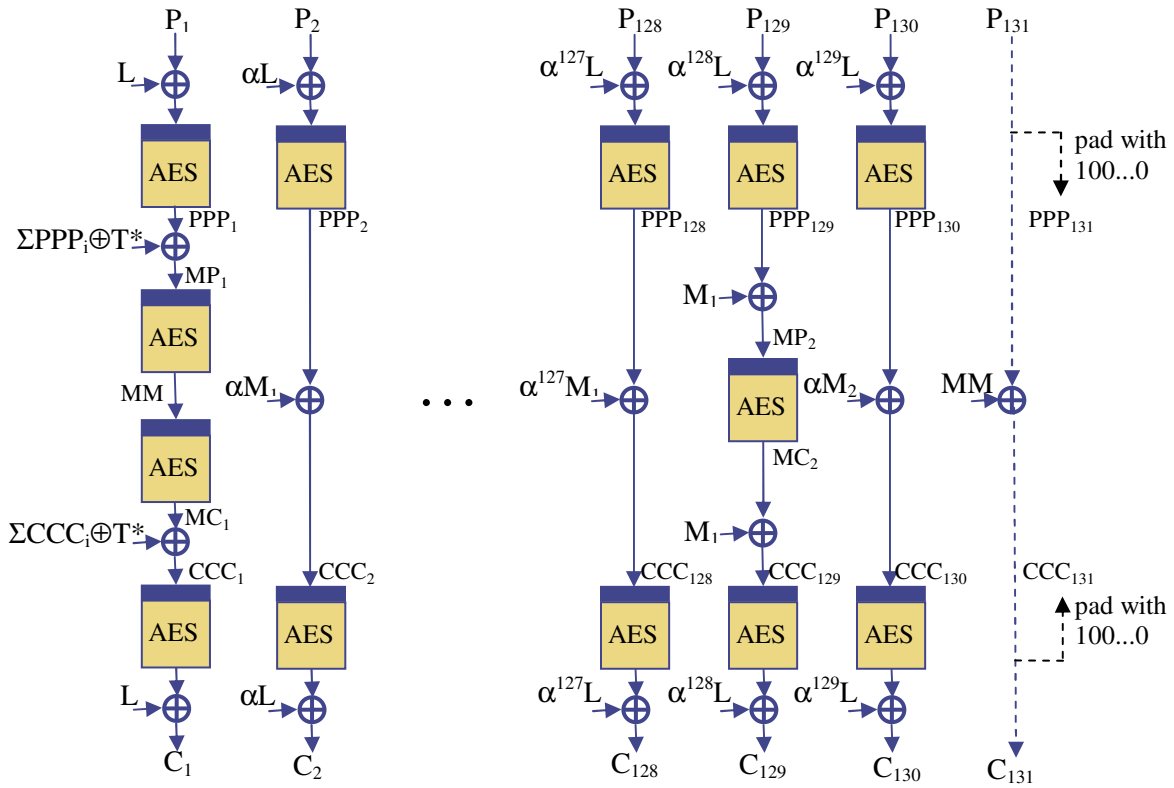 P₁ P₂ P₁₂₈ P₁₂₉ P₁₃₀ P₁₃₁
L αL α¹²⁷L α¹²⁸L α¹²⁹L
pad with
100...0
AES AES AES AES AES
PPP₁ PPP₂ PPP₁₂₈ PPP₁₂₉ PPP₁₃₀ PPP₁₃₁
ΣPPPᵢ⊕T*
MP₁
M₁
AES
MP₂
MM αM₁ . . . α¹²⁷M₁ AES αM₂ MM
AES
MC₂
MC₁
ΣCCCᵢ⊕T* M₁
CCC₁ CCC₂ CCC₁₂₈ CCC₁₂₉ CCC₁₃₀ CCC₁₃₁
pad with
100...0
AES AES AES AES AES
L αL α¹²⁷L α¹²⁸L α¹²⁹L
C₁ C₂ C₁₂₈ C₁₂₉ C₁₃₀ C₁₃₁